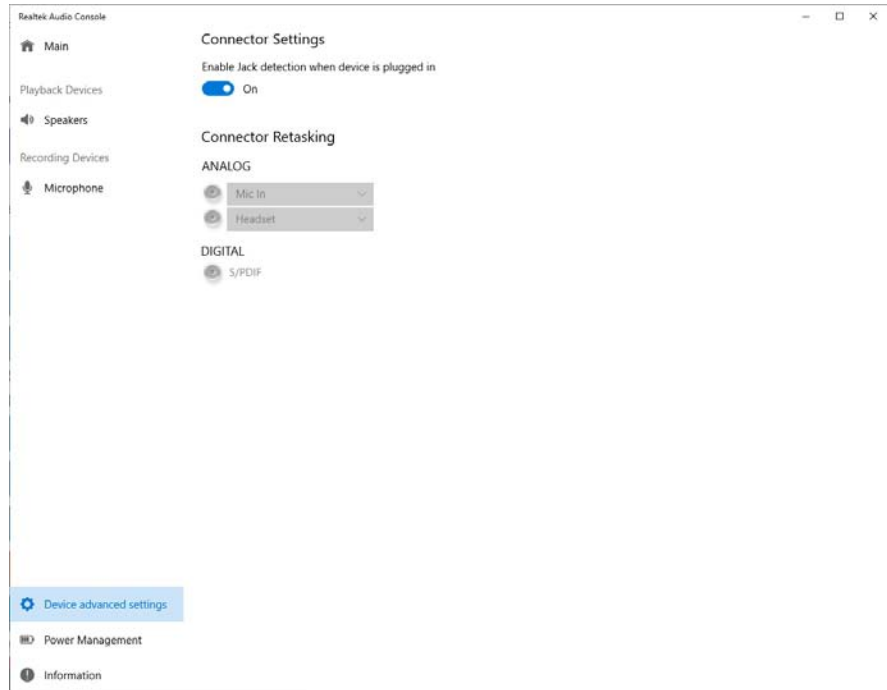 Realtek Audio Console
Main
Playback Devices
Speakers
Recording Devices
Microphone
Device advanced settings
Power Management
Information
Connector Settings
Enable Jack detection when device is plugged in
On
Connector Retasking
ANALOG
Mic In
Headset
DIGITAL
S/PDIF